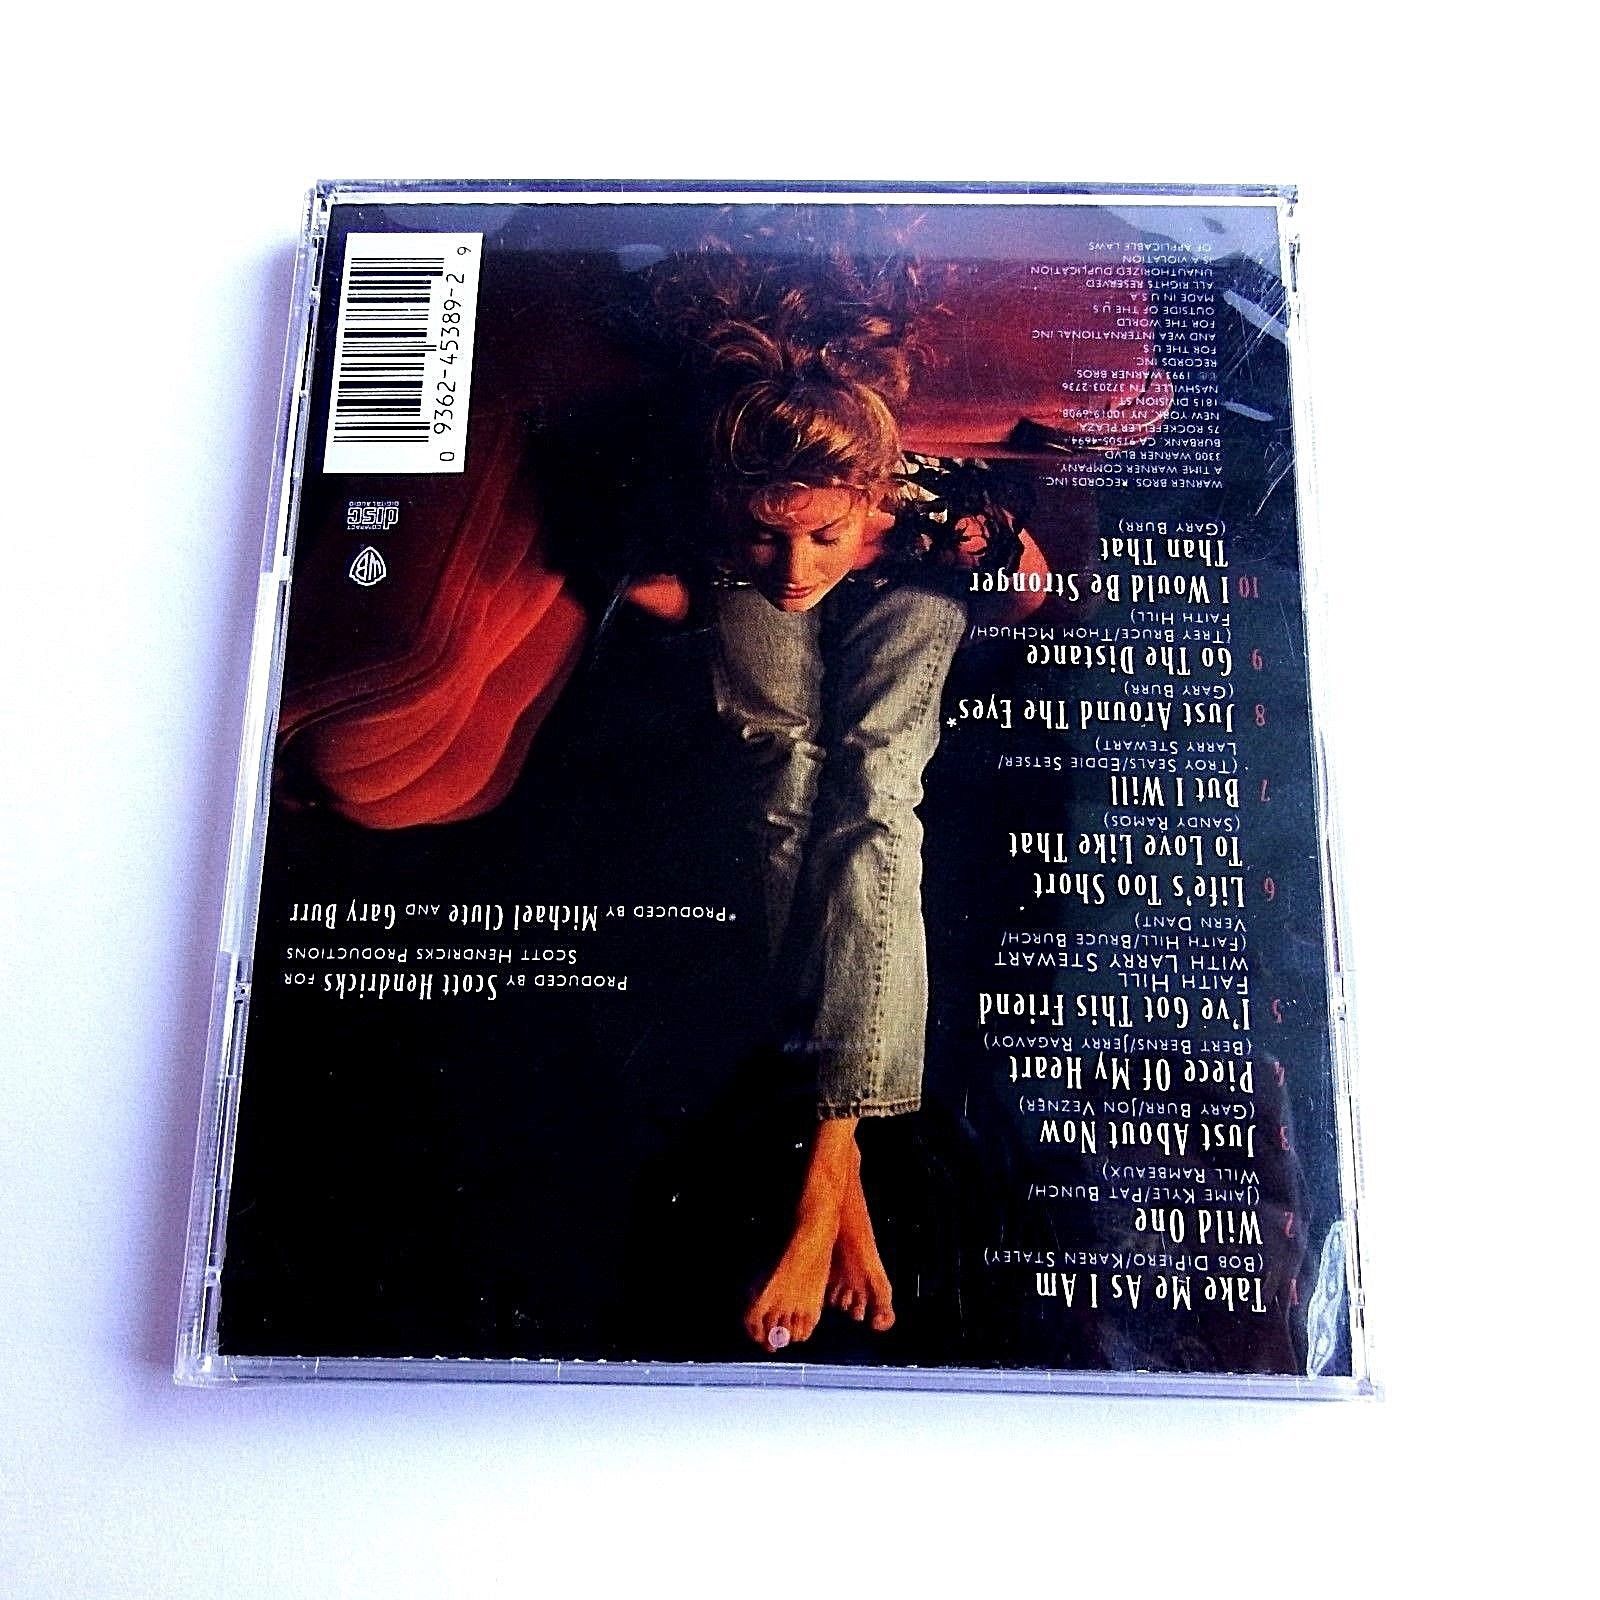 1 Take Me As I Am
(Bob DiPiero/Karen Staley)
2 Wild One
(Jaime Kyle/Pat Bunch/
Will Rambeaux)
3 Just About Now
(Gary Burr/Jon Vezner)
4 Piece Of My Heart
(Bert Berns/Jerry Ragavoy)
5 I've Got This Friend
Faith Hill
with Larry Stewart
(Faith Hill/Bruce Burch/
Vern Dant)
6 Life's Too Short
To Love Like That
(Sandy Ramos)
7 But I Will
(Troy Seals/Eddie Setser/
Larry Stewart)
8 Just Around The Eyes*
(Gary Burr)
9 Go The Distance
(Trey Bruce/Thom McHugh/
Faith Hill)
10 I Would Be Stronger
Than That
(Gary Burr)
Produced by Scott Hendricks for
Scott Hendricks Productions
*Produced by Michael Clute and Gary Burr
WARNER BROS. RECORDS INC.,
A TIME WARNER COMPANY,
3300 WARNER BLVD
BURBANK, CA 91505-4694
75 ROCKEFELLER PLAZA,
NEW YORK, NY 10019-6908,
1815 DIVISION ST.,
NASHVILLE, TN 37203-2736
℗© 1993 WARNER BROS.
RECORDS INC.
FOR THE U S
AND WEA INTERNATIONAL INC
FOR THE WORLD
OUTSIDE OF THE U S
MADE IN U.S.A
ALL RIGHTS RESERVED
UNAUTHORIZED DUPLICATION
IS A VIOLATION
OF APPLICABLE LAWS
WB
COMPACT
disc
DIGITAL AUDIO
0 9362-45389-2 9